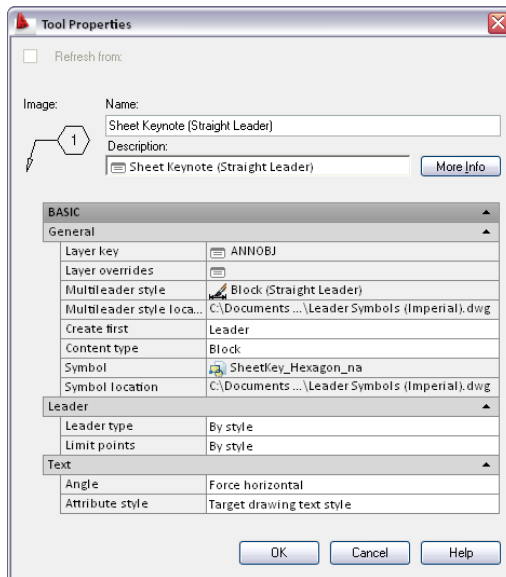 Tool Properties
Refresh from:
Image:
Name:
Sheet Keynote (Straight Leader)
1
Description:
Sheet Keynote (Straight Leader)
More Info
BASIC
General
Layer key ANNOBJ
Layer overrides
Multileader style Block (Straight Leader)
Multileader style loca... C:\Documents ...\Leader Symbols (Imperial).dwg
Create first Leader
Content type Block
Symbol SheetKey_Hexagon_na
Symbol location C:\Documents ...\Leader Symbols (Imperial).dwg
Leader
Leader type By style
Limit points By style
Text
Angle Force horizontal
Attribute style Target drawing text style
OK Cancel Help